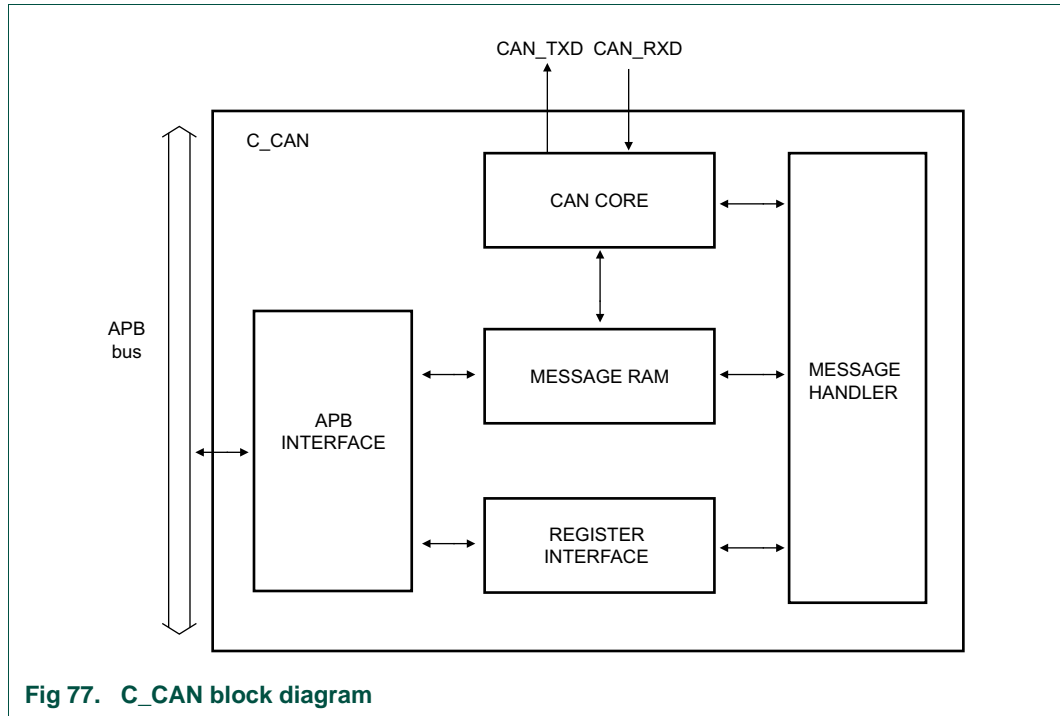 CAN_TXD CAN_RXD
C_CAN
CAN CORE
APB
bus
APB
INTERFACE
MESSAGE RAM
MESSAGE
HANDLER
REGISTER
INTERFACE
Fig 77. C_CAN block diagram